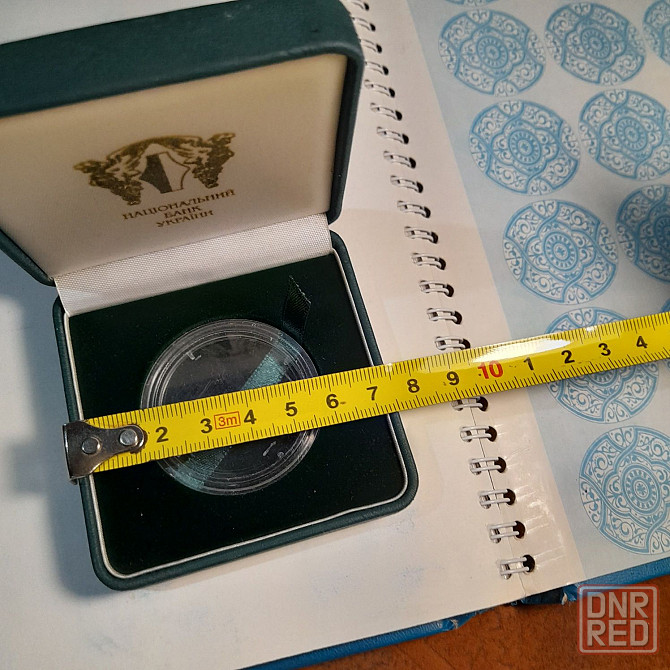 НАЦІОНАЛЬНИЙ
БАНК
УКРАЇНИ
2 3 3m 4 5 6 7 8 9 10 1 2 3 4
DNR
RED